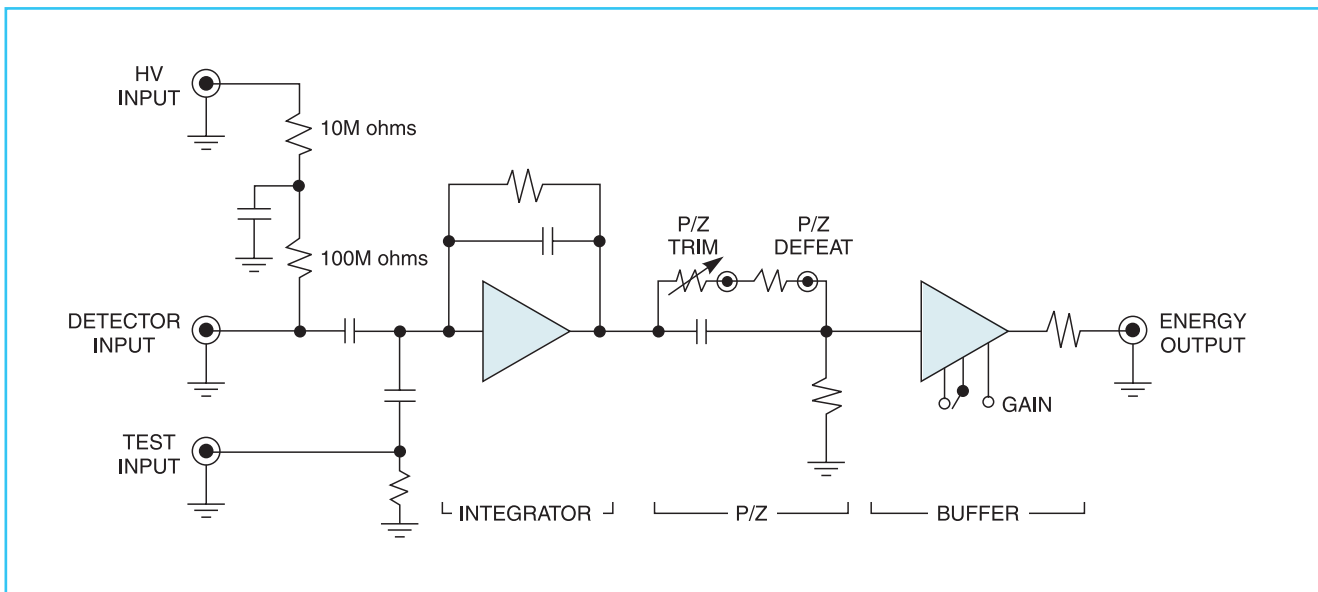 HV
INPUT
10M ohms
100M ohms
P/Z
TRIM
P/Z
DEFEAT
DETECTOR
INPUT
ENERGY
OUTPUT
GAIN
TEST
INPUT
INTEGRATOR
P/Z
BUFFER